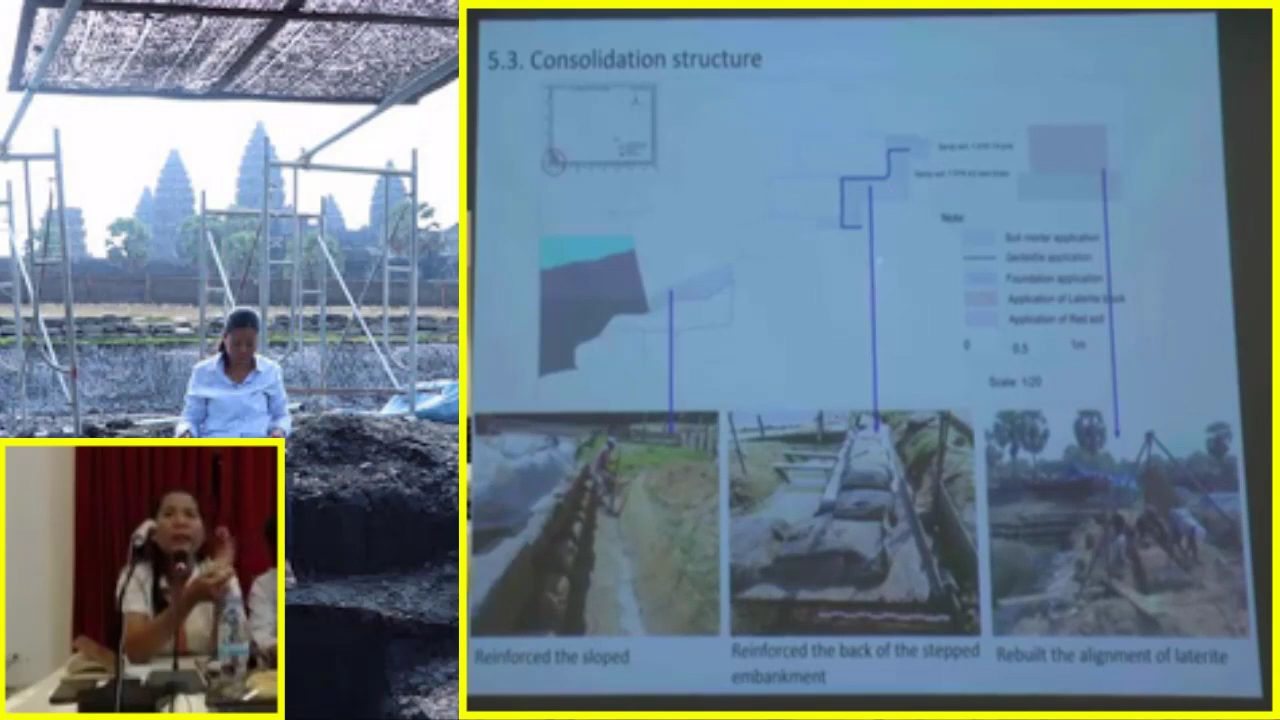 5.3. Consolidation structure
Note
Soil mortar application
Geotextile application
Foundation application
Application of Laterite block
Application of Red soil
0 0.5 1m
Scale: 1:20
Reinforced the sloped
Reinforced the back of the stepped
embankment
Rebuilt the alignment of laterite